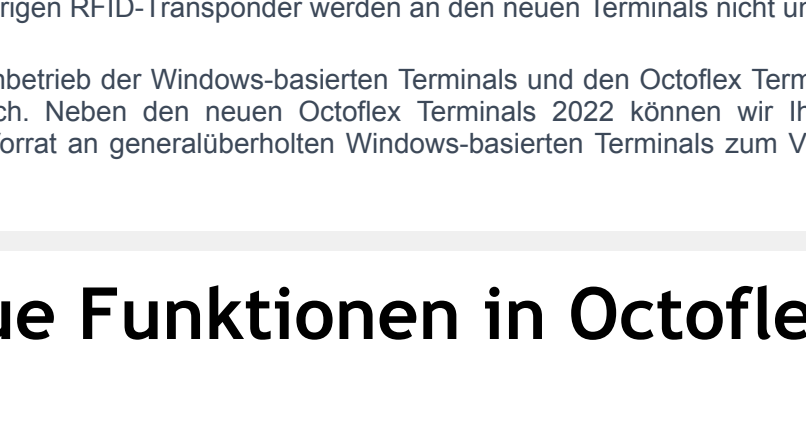 rigen RFID-Transponder werden an den neuen Terminals nicht
betrieb der Windows-basierten Terminals und den Octoflex Term
ch. Neben den neuen Octoflex Terminals 2022 können wir Ih
orrat an generalüberholten Windows-basierten Terminals zum V
ue Funktionen in Octofle